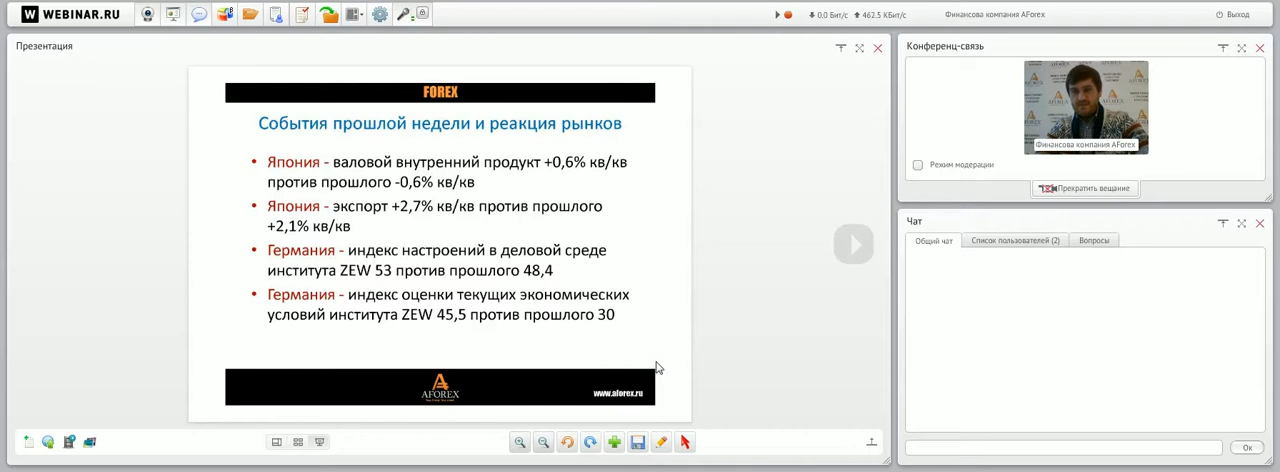 W WEBINAR.RU
0,0 Бит/с 462.5 КБит/с
Финансова компания AForex
Выход
Презентация
FOREX
События прошлой недели и реакция рынков
• Япония - валовой внутренний продукт +0,6% кв/кв
против прошлого -0,6% кв/кв
• Япония - экспорт +2,7% кв/кв против прошлого
+2,1% кв/кв
• Германия - индекс настроений в деловой среде
института ZEW 53 против прошлого 48,4
• Германия - индекс оценки текущих экономических
условий института ZEW 45,5 против прошлого 30
AFOREX
www.aforex.ru
Конференц-связь
Финансова компания AForex
Режим модерации
Прекратить вещание
Чат
Общий чат
Список пользователей (2)
Вопросы
Ок